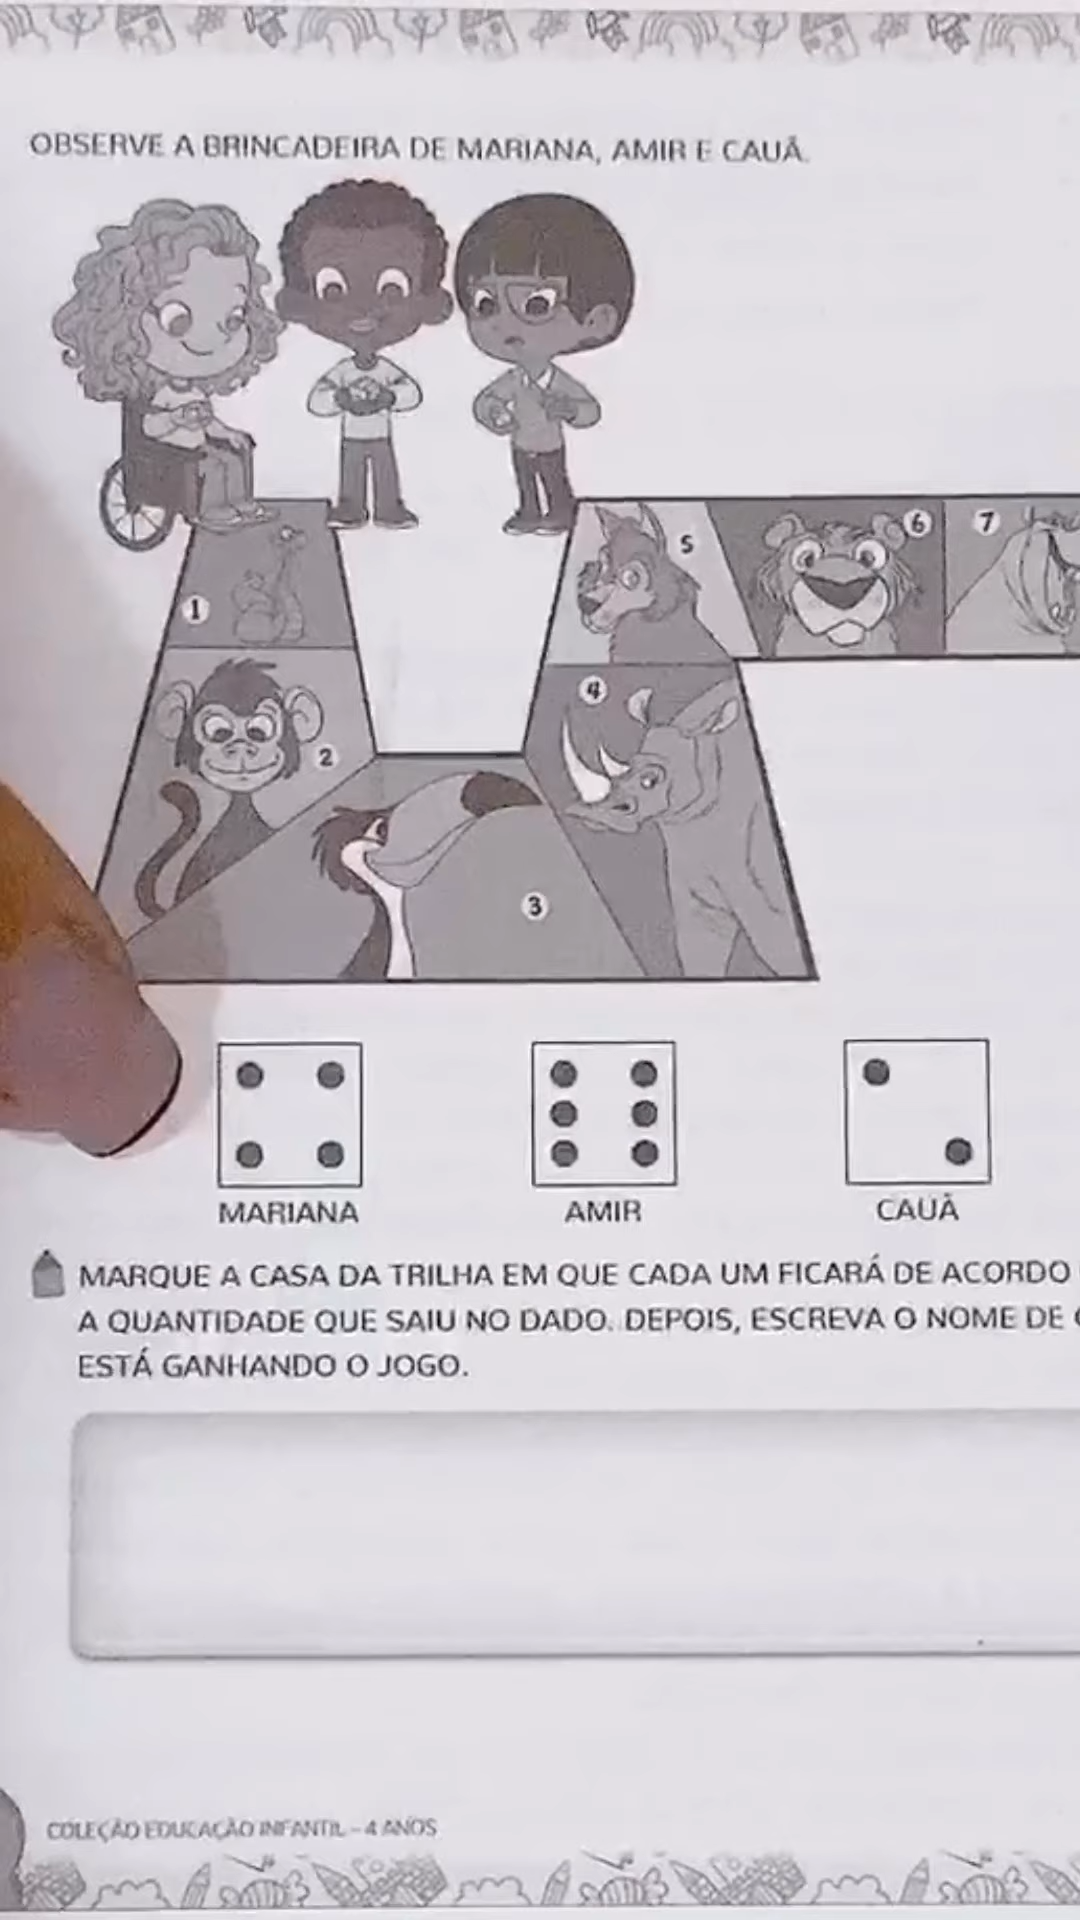 OBSERVE A BRINCADEIRA DE MARIANA, AMIR E CAUÃ.
5
6
7
1
4
2
3
MARIANA
AMIR
CAUÃ
MARQUE A CASA DA TRILHA EM QUE CADA UM FICARÁ DE ACORDO
A QUANTIDADE QUE SAIU NO DADO. DEPOIS, ESCREVA O NOME DE
ESTÁ GANHANDO O JOGO.
COLEÇÃO EDUCAÇÃO INFANTIL – 4 ANOS